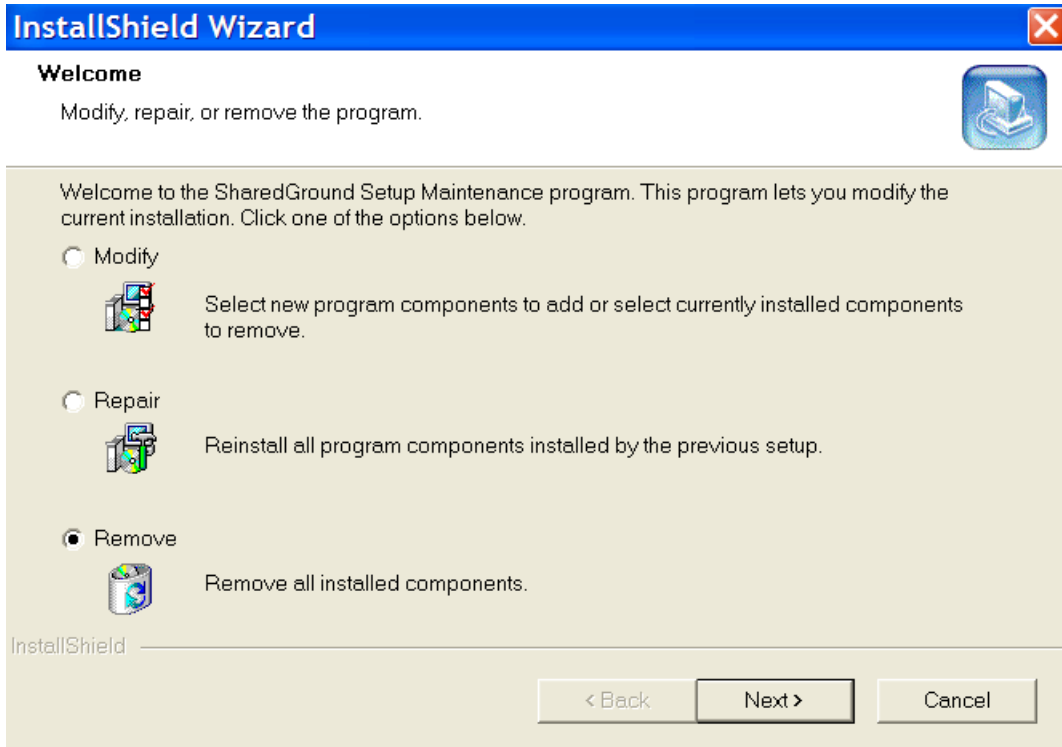 InstallShield Wizard
Welcome
Modify, repair, or remove the program.
Welcome to the SharedGround Setup Maintenance program. This program lets you modify the
current installation. Click one of the options below.
Modify
Select new program components to add or select currently installed components
to remove.
Repair
Reinstall all program components installed by the previous setup.
Remove
Remove all installed components.
InstallShield
< Back
Next >
Cancel